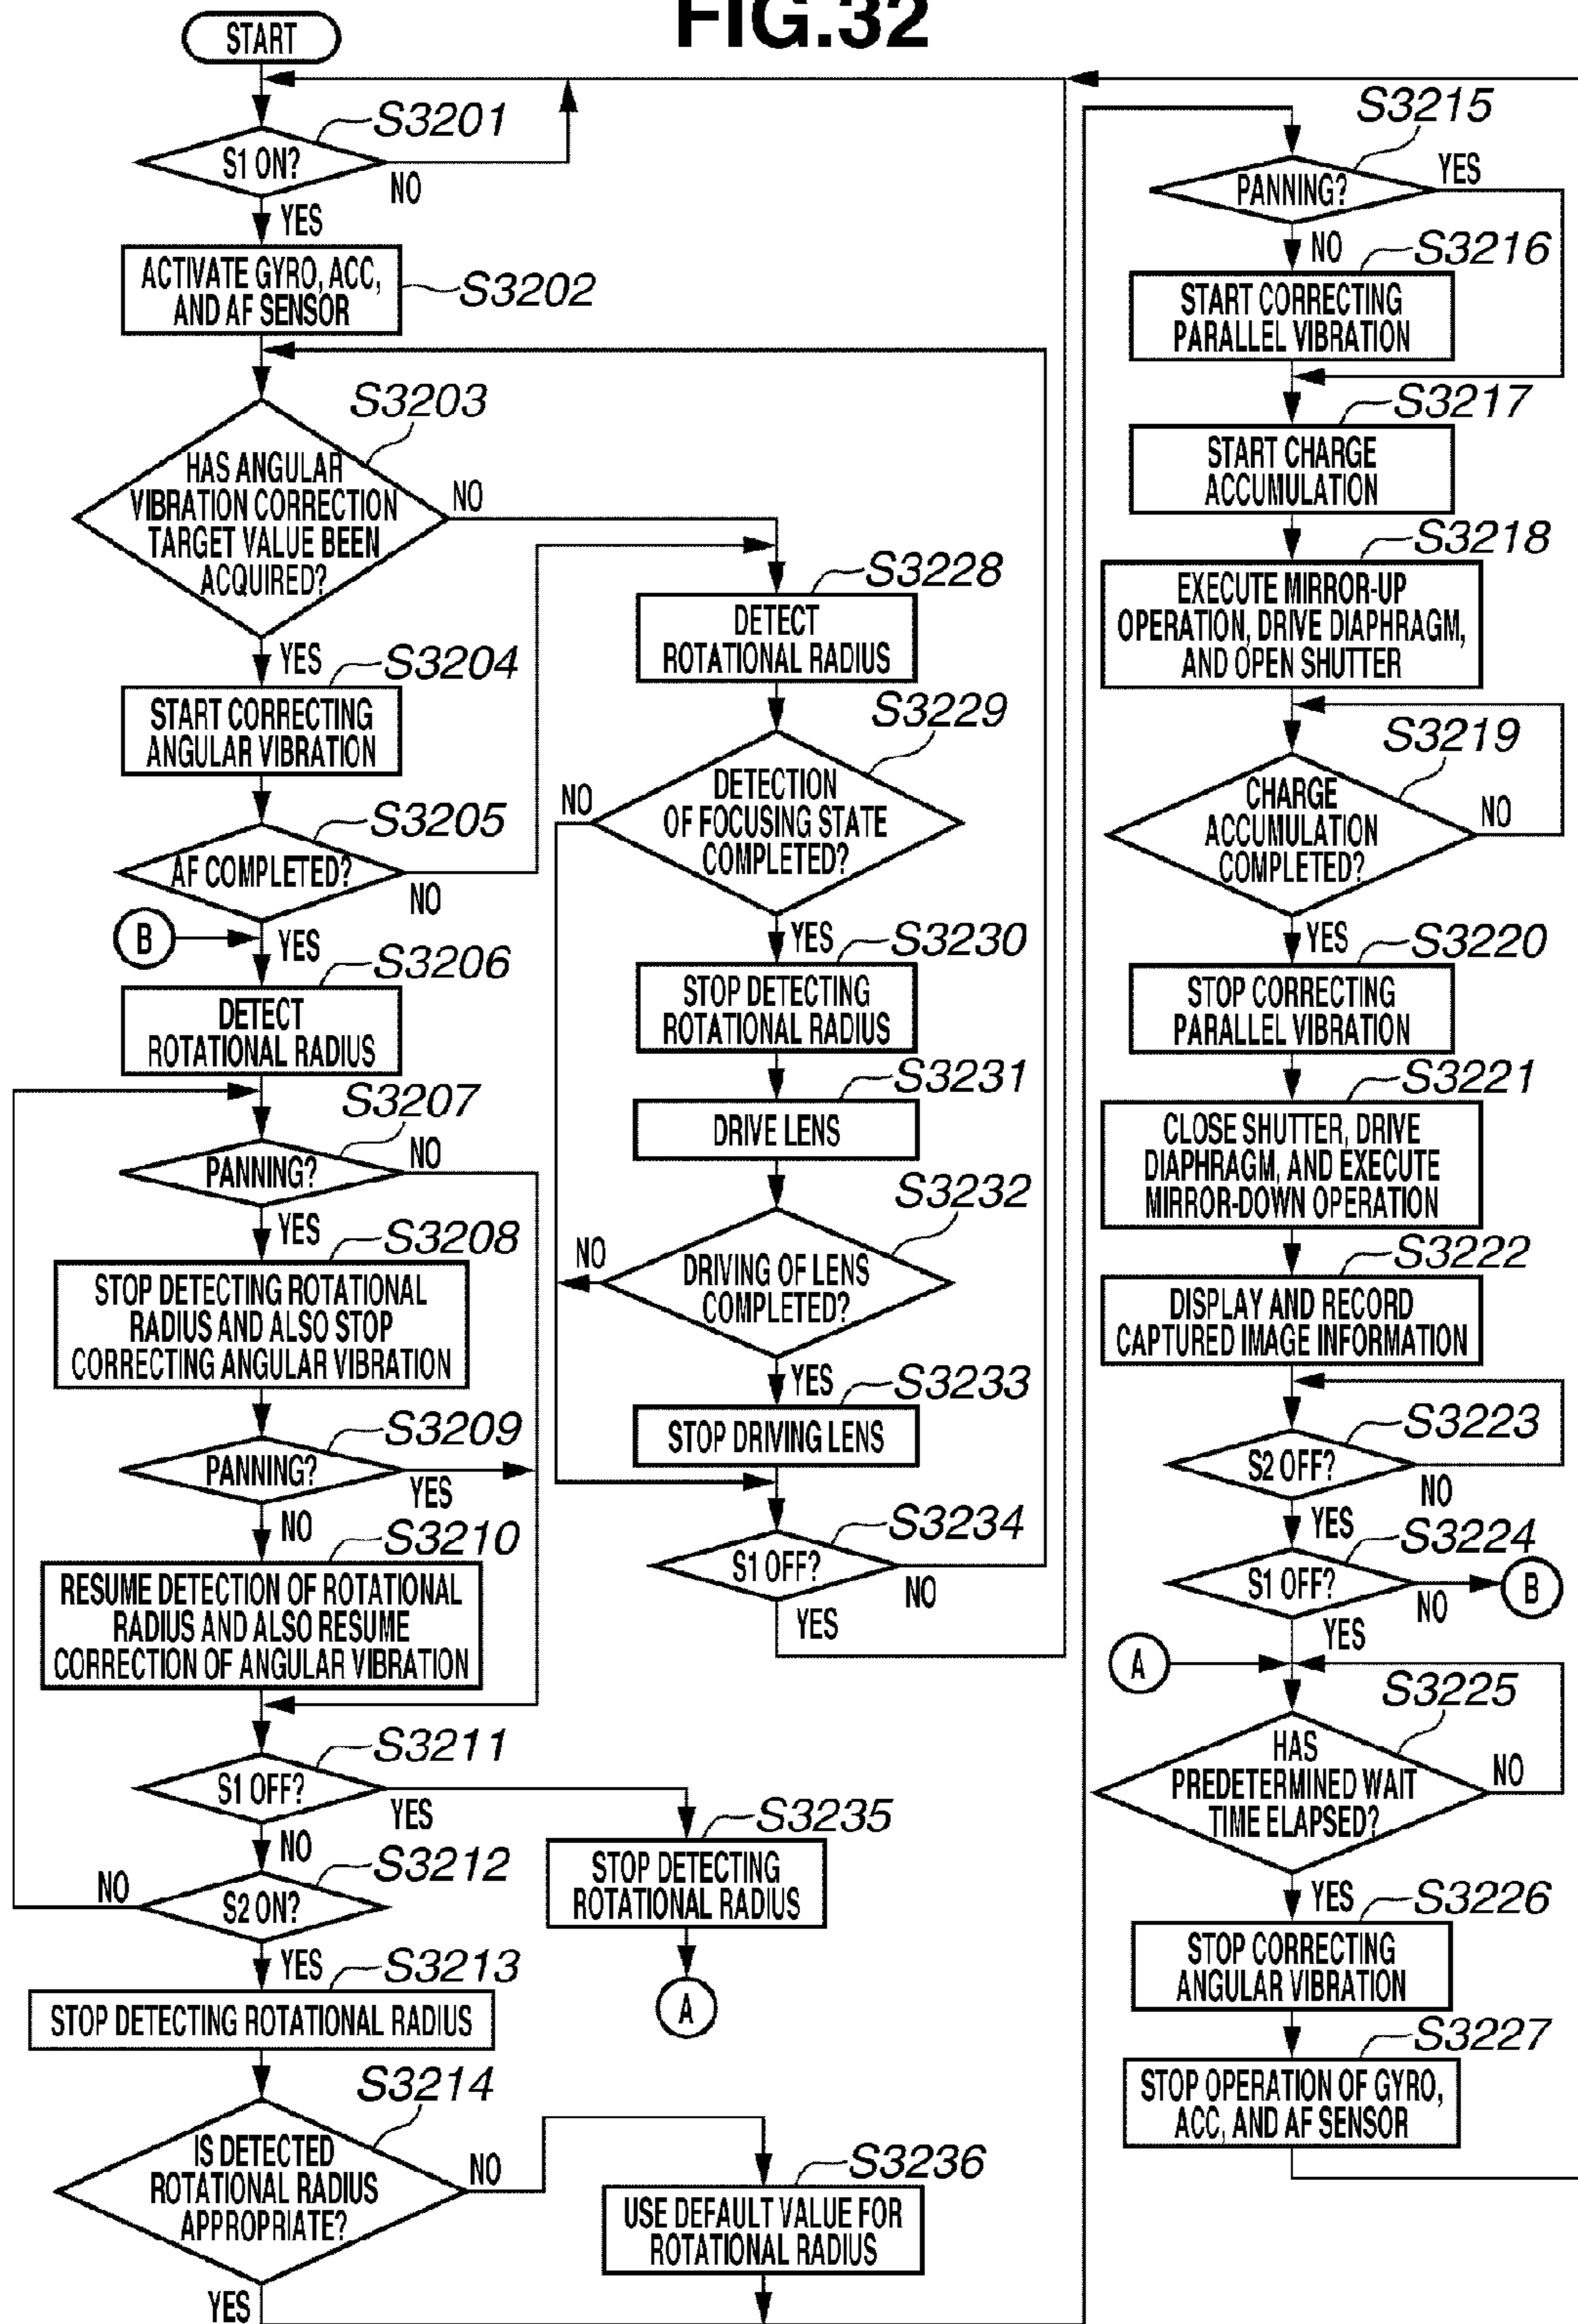 FIG.32
START
S3201
S1 ON?
NO
YES
ACTIVATE GYRO, ACC,
AND AF SENSOR
S3202
S3203
HAS ANGULAR
VIBRATION CORRECTION
TARGET VALUE BEEN
ACQUIRED?
NO
YES
S3204
START CORRECTING
ANGULAR VIBRATION
S3205
AF COMPLETED?
NO
B
YES
S3206
DETECT
ROTATIONAL RADIUS
S3207
PANNING?
NO
YES
S3208
STOP DETECTING ROTATIONAL
RADIUS AND ALSO STOP
CORRECTING ANGULAR VIBRATION
S3209
PANNING?
YES
NO
S3210
RESUME DETECTION OF ROTATIONAL
RADIUS AND ALSO RESUME
CORRECTION OF ANGULAR VIBRATION
S3211
S1 OFF?
YES
NO
S3212
NO
S2 ON?
YES
S3213
STOP DETECTING ROTATIONAL RADIUS
S3214
IS DETECTED
ROTATIONAL RADIUS
APPROPRIATE?
NO
YES
S3228
DETECT
ROTATIONAL RADIUS
S3229
NO
DETECTION
OF FOCUSING STATE
COMPLETED?
YES
S3230
STOP DETECTING
ROTATIONAL RADIUS
S3231
DRIVE LENS
S3232
NO
DRIVING OF LENS
COMPLETED?
YES
S3233
STOP DRIVING LENS
S3234
S1 OFF?
NO
YES
S3235
STOP DETECTING
ROTATIONAL RADIUS
A
S3236
USE DEFAULT VALUE FOR
ROTATIONAL RADIUS
S3215
PANNING?
YES
NO
S3216
START CORRECTING
PARALLEL VIBRATION
S3217
START CHARGE
ACCUMULATION
S3218
EXECUTE MIRROR-UP
OPERATION, DRIVE DIAPHRAGM,
AND OPEN SHUTTER
S3219
CHARGE
ACCUMULATION
COMPLETED?
NO
YES
S3220
STOP CORRECTING
PARALLEL VIBRATION
S3221
CLOSE SHUTTER, DRIVE
DIAPHRAGM, AND EXECUTE
MIRROR-DOWN OPERATION
S3222
DISPLAY AND RECORD
CAPTURED IMAGE INFORMATION
S3223
S2 OFF?
NO
YES
S3224
S1 OFF?
NO
B
YES
A
S3225
HAS
PREDETERMINED WAIT
TIME ELAPSED?
NO
YES
S3226
STOP CORRECTING
ANGULAR VIBRATION
S3227
STOP OPERATION OF GYRO,
ACC, AND AF SENSOR